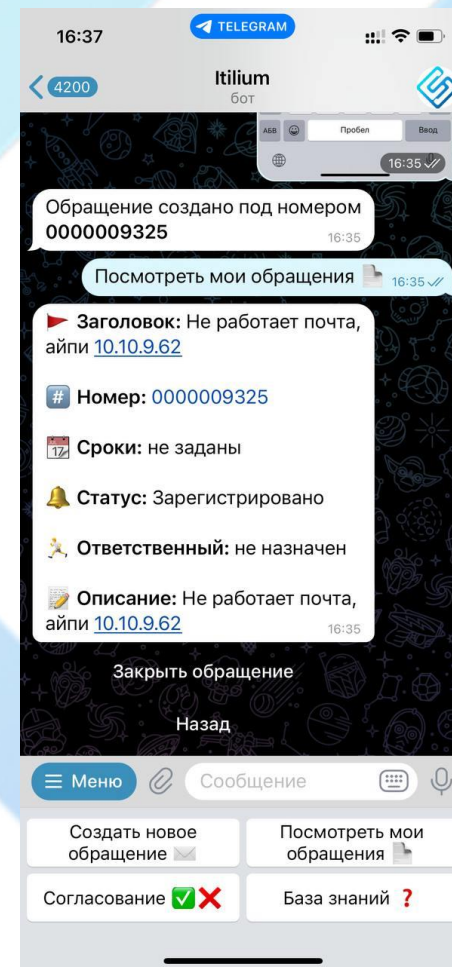 16:37
TELEGRAM
4200
Itilium
бот
АБВ
Пробел
Ввод
16:35
Обращение создано под номером
0000009325
16:35
Посмотреть мои обращения
16:35
Заголовок: Не работает почта,
айпи 10.10.9.62
# Номер: 0000009325
17 Сроки: не заданы
Статус: Зарегистрировано
Ответственный: не назначен
Описание: Не работает почта,
айпи 10.10.9.62
16:35
Закрыть обращение
Назад
Меню
Сообщение
Создать новое
обращение
Посмотреть мои
обращения
Согласование
База знаний ❓